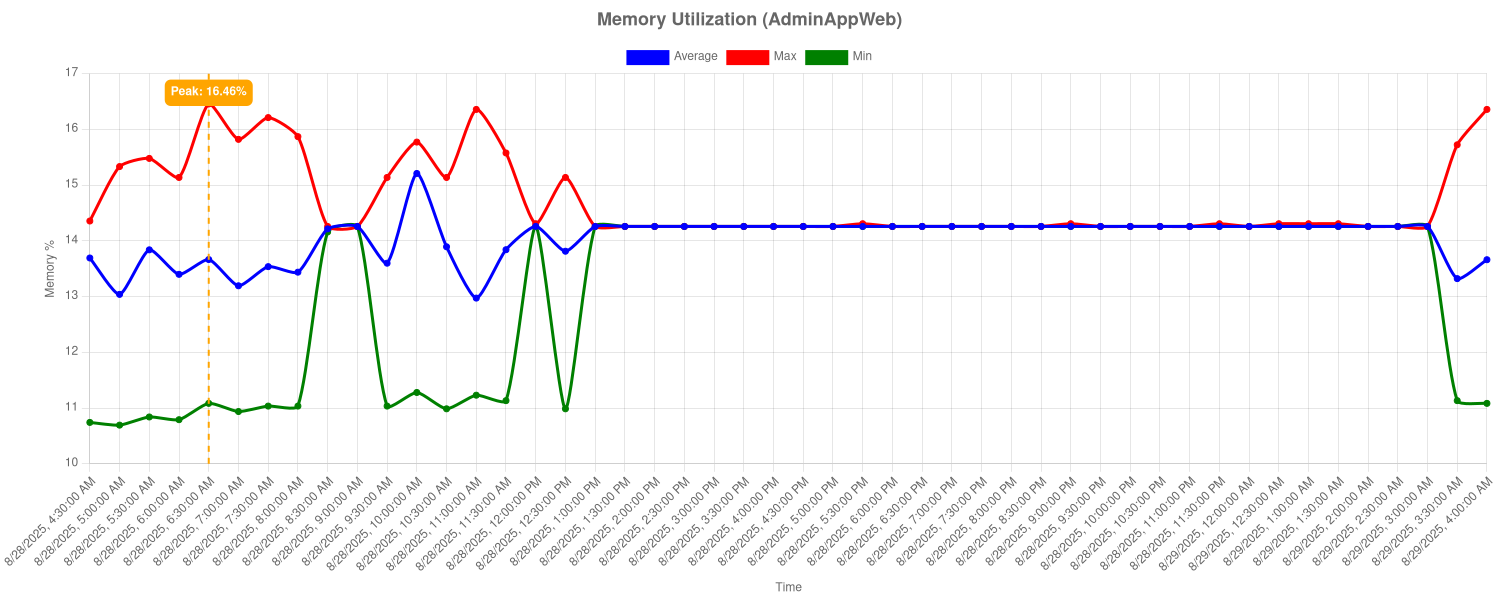 Memory Utilization (AdminAppWeb)
Average Max Min
Peak: 16.46%
17
16
15
14
13
12
11
10
Memory %
8/28/2025, 4:30:00 AM
8/28/2025, 5:00:00 AM
8/28/2025, 5:30:00 AM
8/28/2025, 6:00:00 AM
8/28/2025, 6:30:00 AM
8/28/2025, 7:00:00 AM
8/28/2025, 7:30:00 AM
8/28/2025, 8:00:00 AM
8/28/2025, 8:30:00 AM
8/28/2025, 9:00:00 AM
8/28/2025, 9:30:00 AM
8/28/2025, 10:00:00 AM
8/28/2025, 10:30:00 AM
8/28/2025, 11:00:00 AM
8/28/2025, 11:30:00 AM
8/28/2025, 12:00:00 PM
8/28/2025, 12:30:00 PM
8/28/2025, 1:00:00 PM
8/28/2025, 1:30:00 PM
8/28/2025, 2:00:00 PM
8/28/2025, 2:30:00 PM
8/28/2025, 3:00:00 PM
8/28/2025, 3:30:00 PM
8/28/2025, 4:00:00 PM
8/28/2025, 4:30:00 PM
8/28/2025, 5:00:00 PM
8/28/2025, 5:30:00 PM
8/28/2025, 6:00:00 PM
8/28/2025, 6:30:00 PM
8/28/2025, 7:00:00 PM
8/28/2025, 7:30:00 PM
8/28/2025, 8:00:00 PM
8/28/2025, 8:30:00 PM
8/28/2025, 9:00:00 PM
8/28/2025, 9:30:00 PM
8/28/2025, 10:00:00 PM
8/28/2025, 10:30:00 PM
8/28/2025, 11:00:00 PM
8/28/2025, 11:30:00 PM
8/29/2025, 12:00:00 AM
8/29/2025, 12:30:00 AM
8/29/2025, 1:00:00 AM
8/29/2025, 1:30:00 AM
8/29/2025, 2:00:00 AM
8/29/2025, 2:30:00 AM
8/29/2025, 3:00:00 AM
8/29/2025, 3:30:00 AM
8/29/2025, 4:00:00 AM
Time